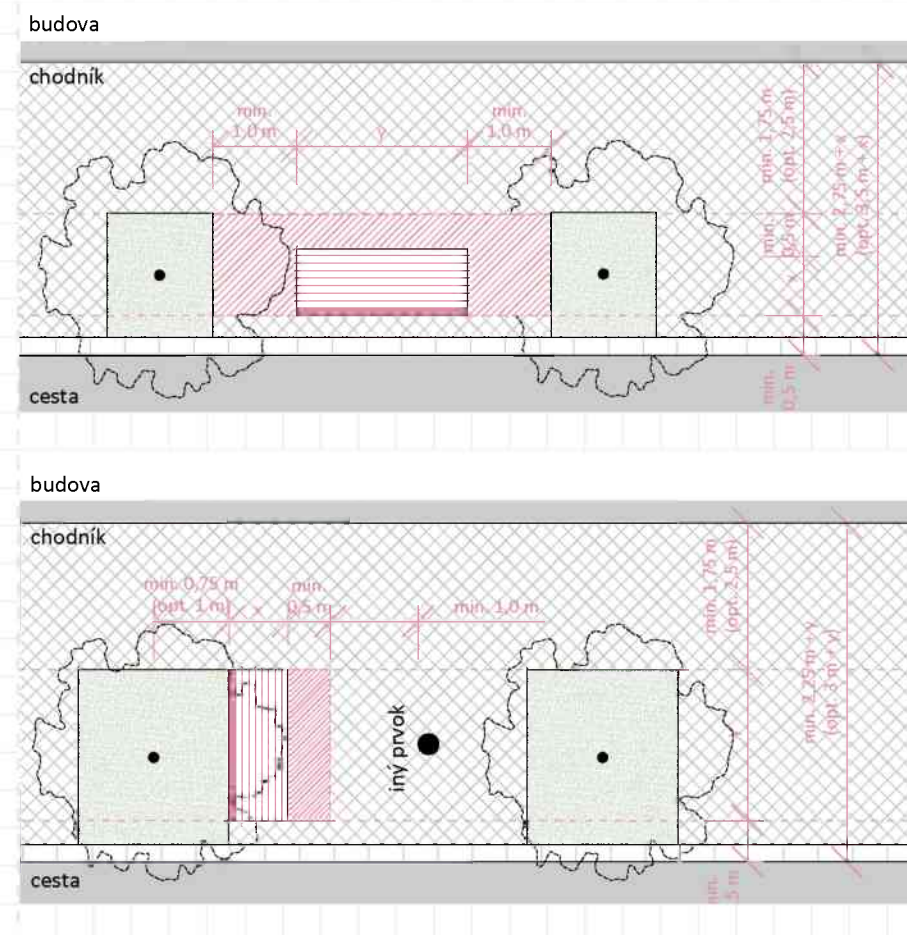 budova
chodník
min.
1,0 m
y
min.
1,0 m
min. 1,75 m
(opt. 2,5 m)
min.
0,5 m
x
min.
0,5 m
min. 2,75 m + x
(opt. 3,5 m + x)
cesta
budova
chodník
min. 0,75 m
(opt. 1 m)
x
min.
0,5 m
min. 1,0 m
min. 1,75 m
(opt. 2,5 m)
min. 2,25 m + y
(opt. 3 m + y)
iný prvok
cesta